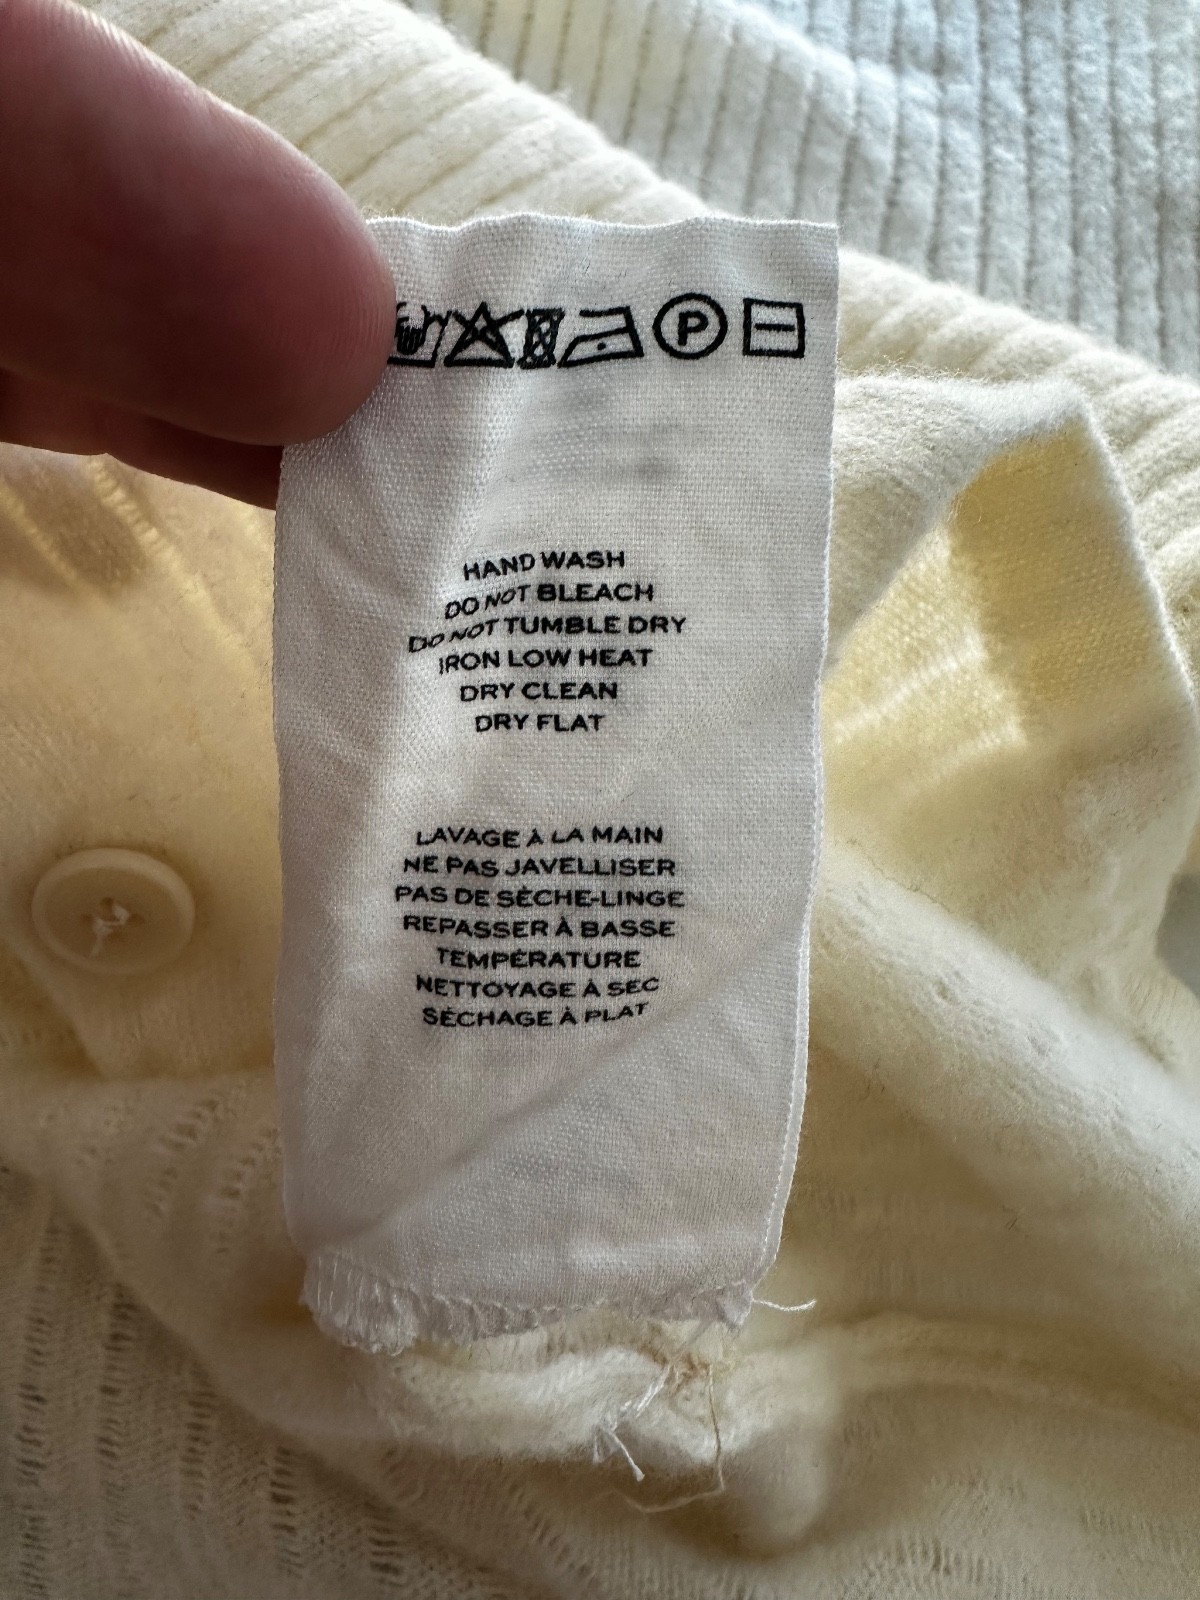 P
HAND WASH
DO NOT BLEACH
DO NOT TUMBLE DRY
IRON LOW HEAT
DRY CLEAN
DRY FLAT
LAVAGE À LA MAIN
NE PAS JAVELLISER
PAS DE SÈCHE-LINGE
REPASSER À BASSE
TEMPÉRATURE
NETTOYAGE À SEC
SÉCHAGE À PLAT